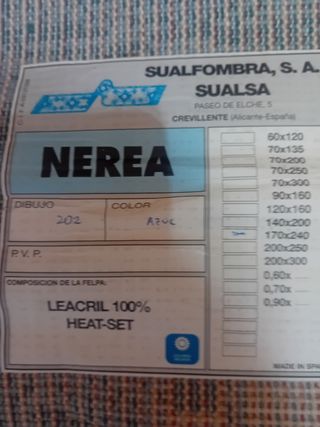 SUALFOMBRA, S. A.
SUALSA
PASEO DE ELCHE, 5
CREVILLENTE (Alicante-España)
NEREA
DIBUJO
202
COLOR
AZUL
P.V.P.
COMPOSICION DE LA FELPA:
LEACRIL 100%
HEAT-SET
60x120
70x135
70x200
70x250
70x300
90x160
120x160
140x200
170x240
200x250
200x300
0,60x
0,70x
0,90x
MADE IN SPA